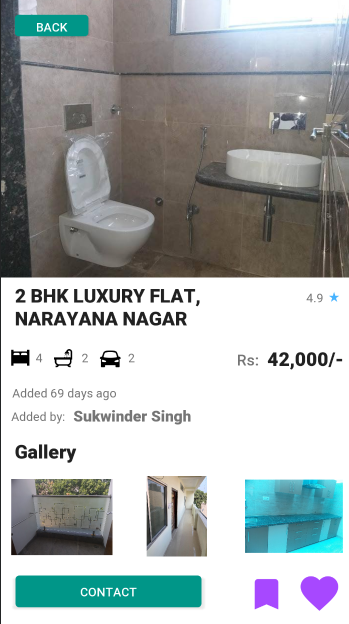 BACK
2 BHK LUXURY FLAT,
NARAYANA NAGAR
4.9
4 2 2
Rs: 42,000/-
Added 69 days ago
Added by: Sukwinder Singh
Gallery
CONTACT